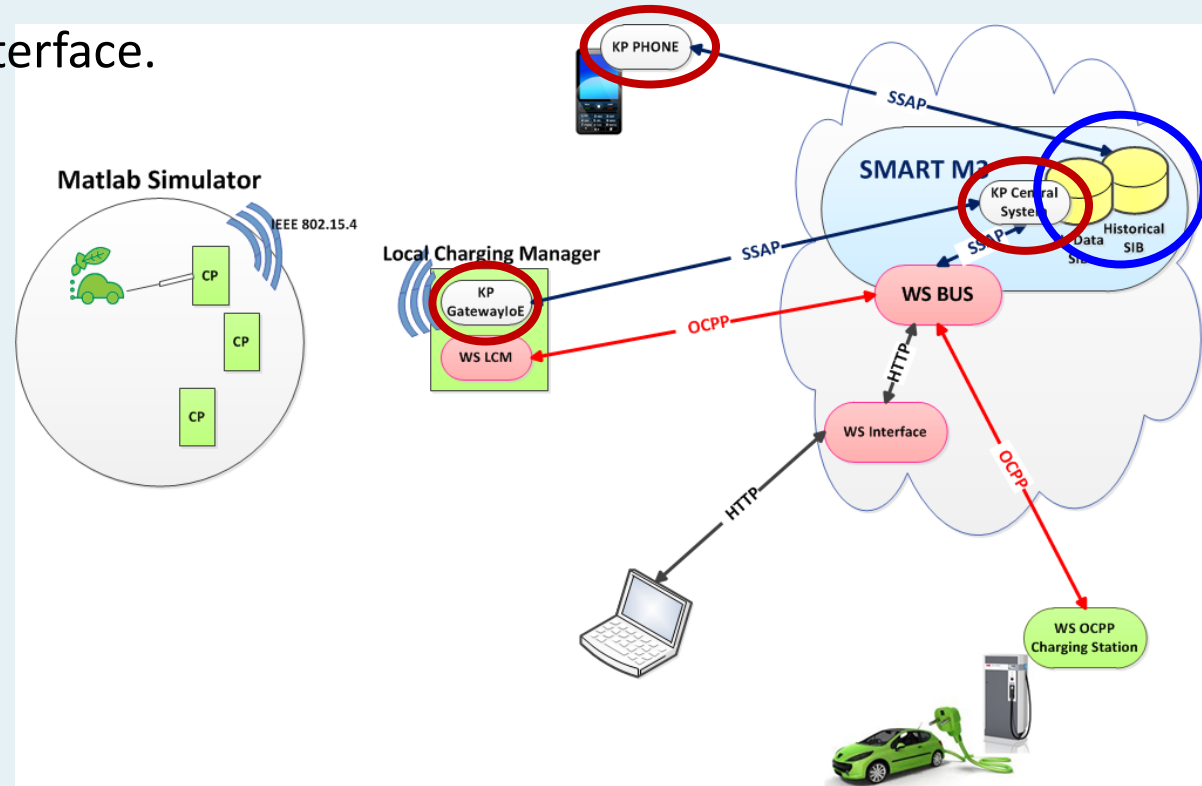 terface.
KP PHONE
SSAP
SMART M3
KP Central
System
Data
SIB
Historical
SIB
SSAP
Matlab Simulator
IEEE 802.15.4
CP
CP
CP
Local Charging Manager
KP
GatewayIoE
WS LCM
SSAP
OCPP
WS BUS
HTTP
WS Interface
HTTP
OCPP
WS OCPP
Charging Station